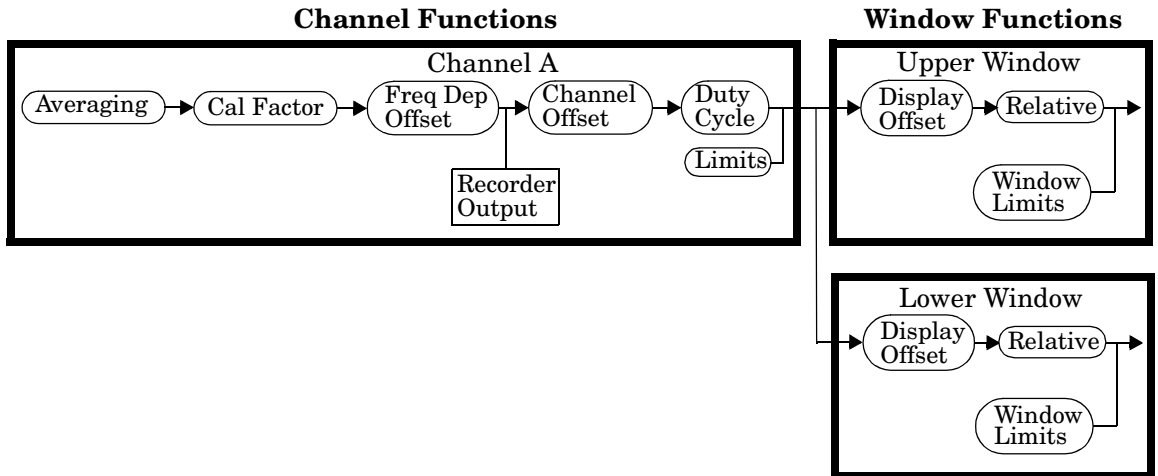 Channel Functions
Window Functions
Channel A
Averaging
Cal Factor
Freq Dep
Offset
Channel
Offset
Duty
Cycle
Limits
Recorder
Output
Upper Window
Display
Offset
Relative
Window
Limits
Lower Window
Display
Offset
Relative
Window
Limits